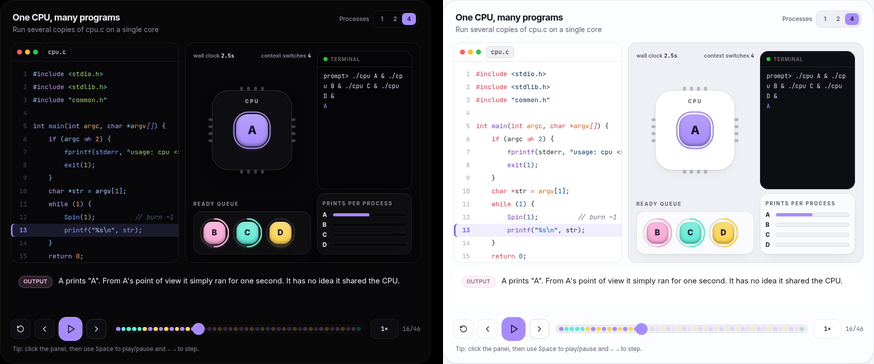 One CPU, many programs
Run several copies of cpu.c on a single core
Processes 1 2 4
cpu.c
1 #include <stdio.h>
2 #include <stdlib.h>
3 #include "common.h"
4
5 int main(int argc, char *argv[]) {
6 if (argc != 2) {
7 fprintf(stderr, "usage: cpu <s
8 exit(1);
9 }
10 char *str = argv[1];
11 while (1) {
12 Spin(1); // burn ~1
13 printf("%s\n", str);
14 }
15 return 0;
wall clock 2.5s context switches 4
CPU
A
READY QUEUE
B C D
TERMINAL
prompt> ./cpu A & ./cp
u B & ./cpu C & ./cpu
D &
A
PRINTS PER PROCESS
A
B
C
D
OUTPUT A prints "A". From A's point of view it simply ran for one second. It has no idea it shared the CPU.
1× 16/46
Tip: click the panel, then use Space to play/pause and ← → to step.
One CPU, many programs
Run several copies of cpu.c on a single core
Processes 1 2 4
cpu.c
1 #include <stdio.h>
2 #include <stdlib.h>
3 #include "common.h"
4
5 int main(int argc, char *argv[]) {
6 if (argc != 2) {
7 fprintf(stderr, "usage: cpu <s
8 exit(1);
9 }
10 char *str = argv[1];
11 while (1) {
12 Spin(1); // burn ~1
13 printf("%s\n", str);
14 }
15 return 0;
wall clock 2.5s context switches 4
CPU
A
READY QUEUE
B C D
TERMINAL
prompt> ./cpu A & ./cp
u B & ./cpu C & ./cpu
D &
A
PRINTS PER PROCESS
A
B
C
D
OUTPUT A prints "A". From A's point of view it simply ran for one second. It has no idea it shared the CPU.
1× 16/46
Tip: click the panel, then use Space to play/pause and ← → to step.